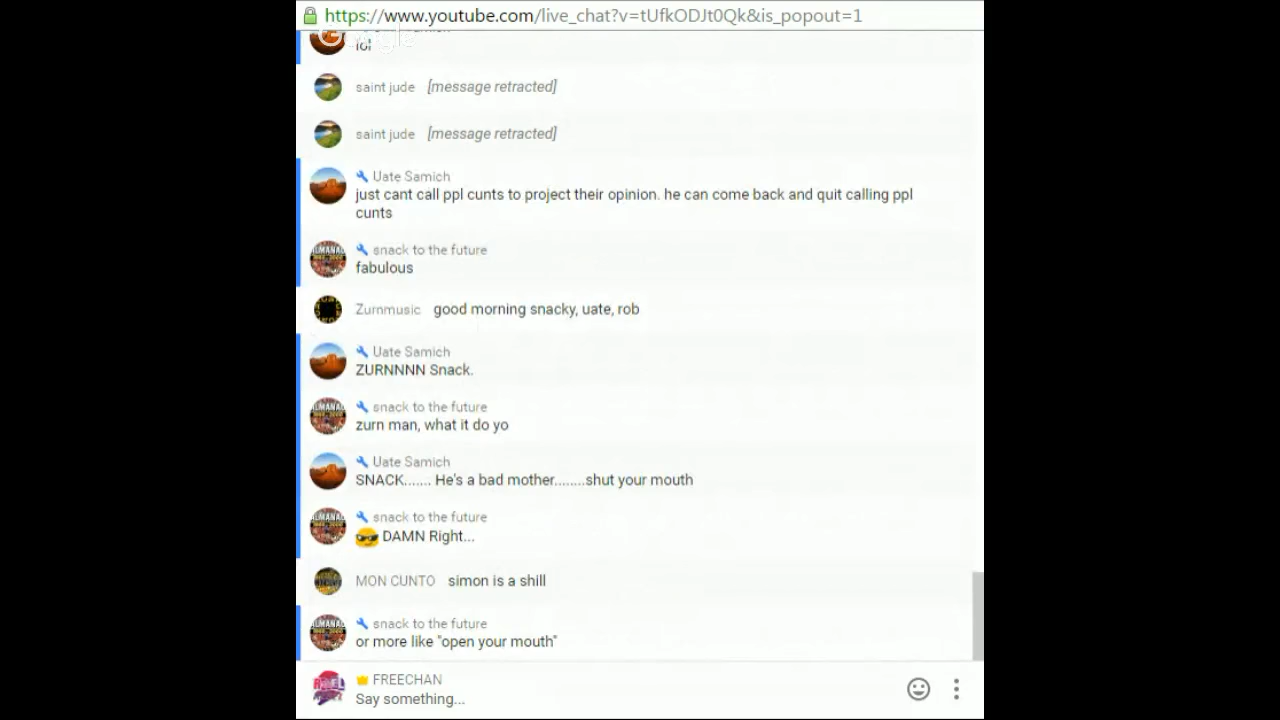 https://www.youtube.com/live_chat?v=tUfkODJt0Qk&is_popout=1
Google
lol
saint jude [message retracted]
saint jude [message retracted]
Uate Samich
just cant call ppl cunts to project their opinion. he can come back and quit calling ppl
cunts
snack to the future
fabulous
Zurnmusic good morning snacky, uate, rob
Uate Samich
ZURNNNN Snack.
snack to the future
zurn man, what it do yo
Uate Samich
SNACK....... He's a bad mother........shut your mouth
snack to the future
DAMN Right...
MON CUNTO simon is a shill
snack to the future
or more like "open your mouth"
FREECHAN
Say something...